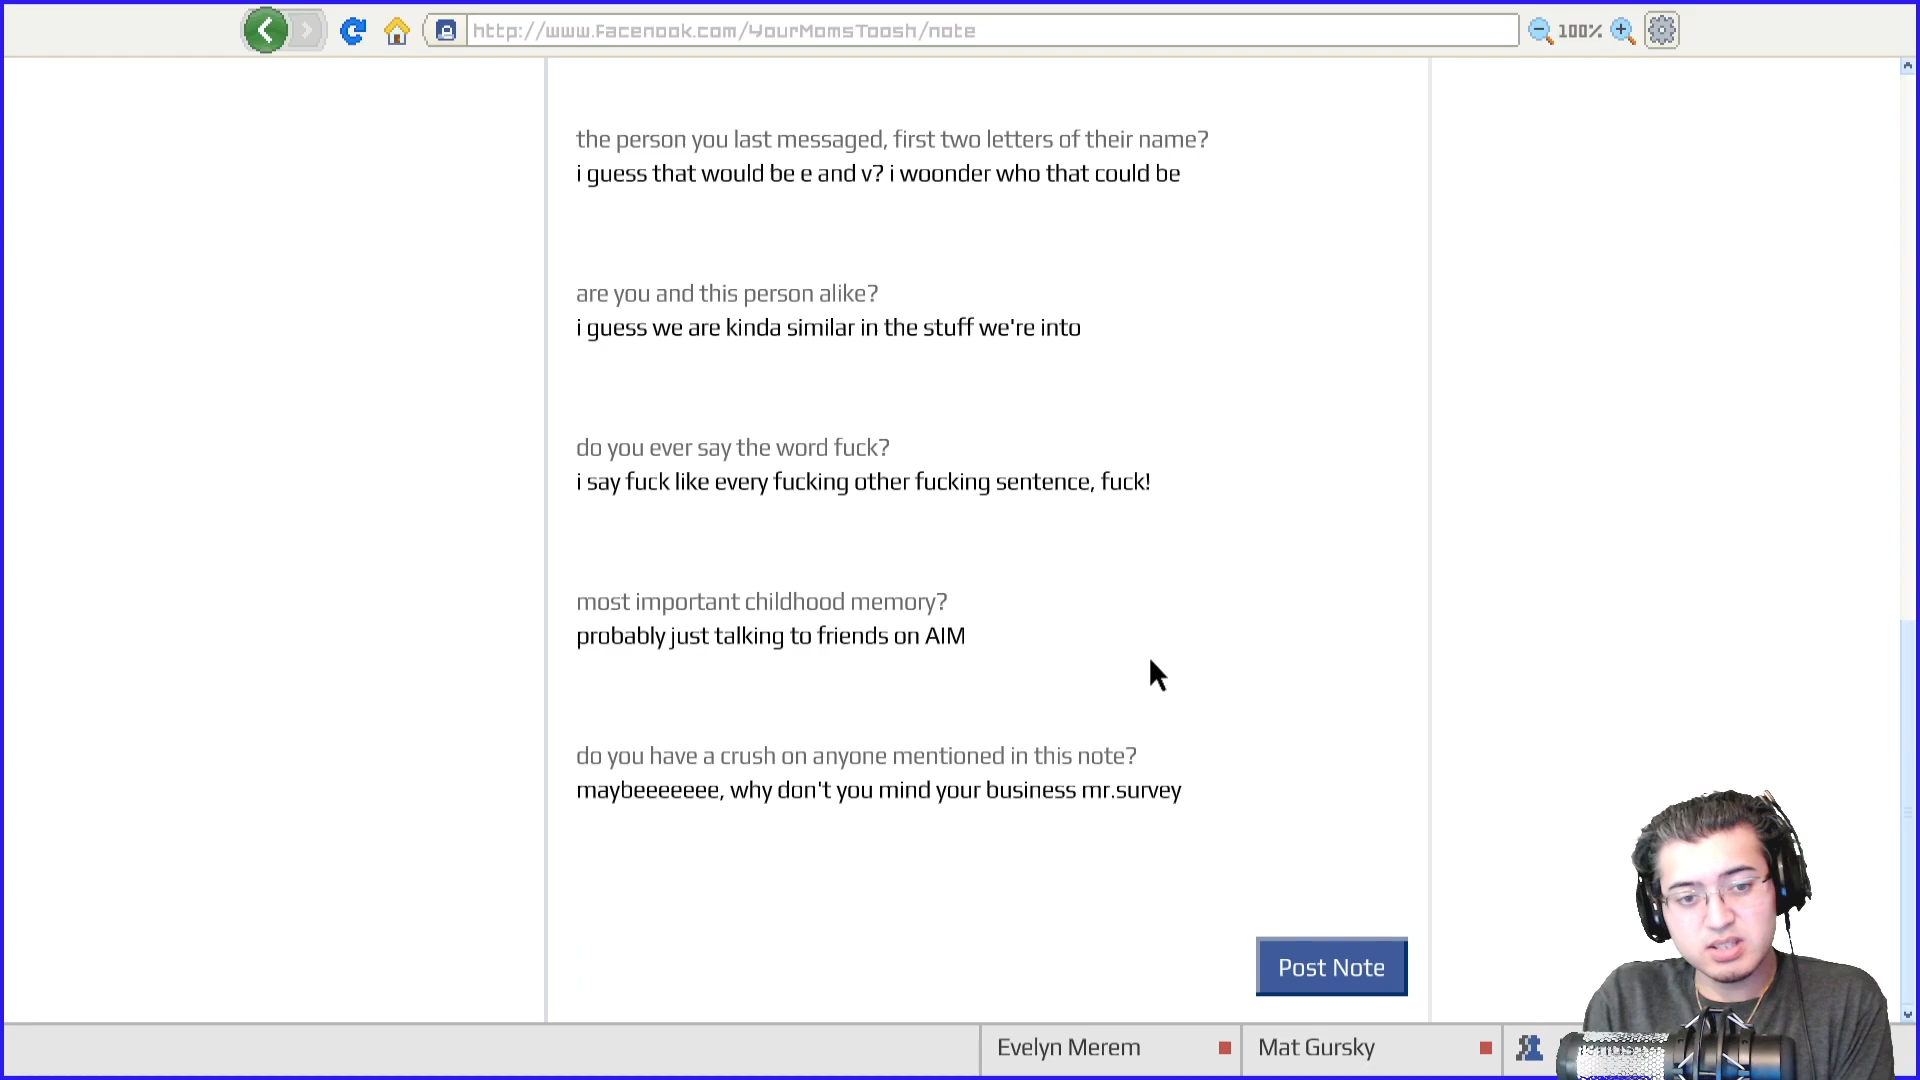 http://www.facenook.com/YourMomsToosh/note
100%
the person you last messaged, first two letters of their name?
i guess that would be e and v? i woonder who that could be
are you and this person alike?
i guess we are kinda similar in the stuff we're into
do you ever say the word fuck?
i say fuck like every fucking other fucking sentence, fuck!
most important childhood memory?
probably just talking to friends on AIM
do you have a crush on anyone mentioned in this note?
maybeeeeeee, why don't you mind your business mr.survey
Post Note
Evelyn Merem
Mat Gursky